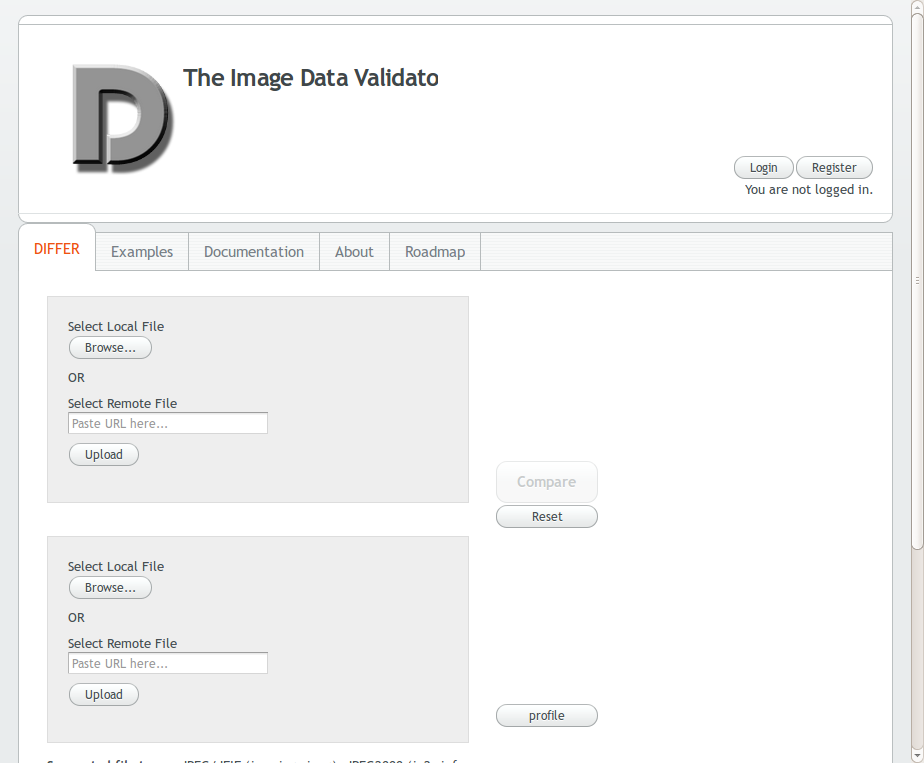 D
The Image Data Validato
Login Register
You are not logged in.
DIFFER Examples Documentation About Roadmap
Select Local File
Browse...
OR
Select Remote File
Paste URL here...
Upload
Compare
Reset
Select Local File
Browse...
OR
Select Remote File
Paste URL here...
Upload
profile